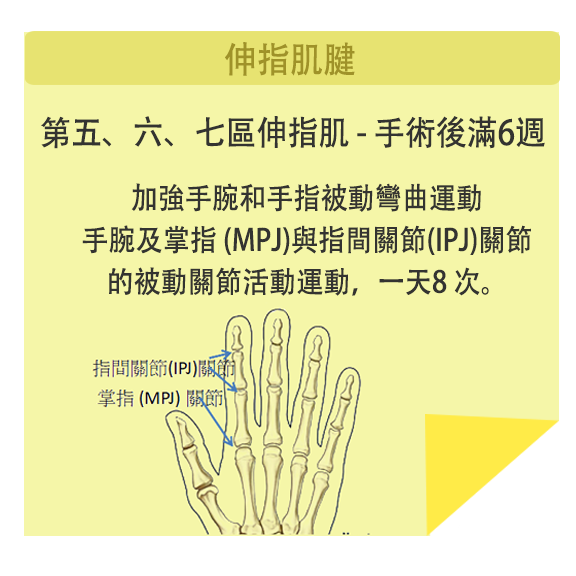 伸指肌腱
第五、六、七區伸指肌 - 手術後滿6週
加強手腕和手指被動彎曲運動
手腕及掌指 (MPJ)與指間關節(IPJ)關節
的被動關節活動運動，一天8 次。
指間關節(IPJ)關節
掌指 (MPJ) 關節